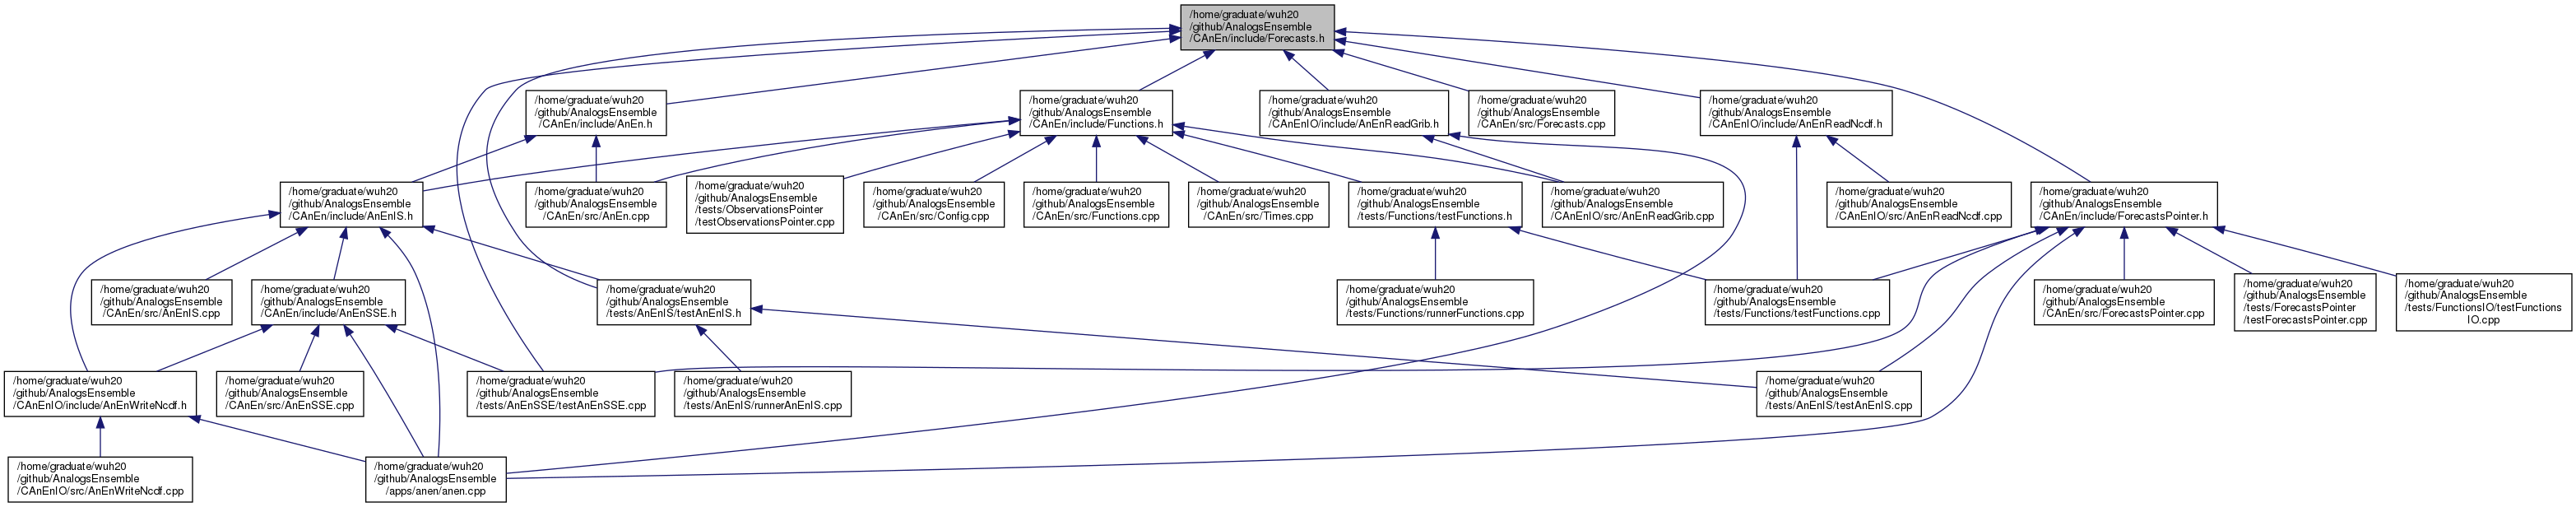 /home/graduate/wuh20
/github/AnalogsEnsemble
/CAnEn/include/Forecasts.h
/home/graduate/wuh20
/github/AnalogsEnsemble
/CAnEn/include/AnEn.h
/home/graduate/wuh20
/github/AnalogsEnsemble
/CAnEn/include/Functions.h
/home/graduate/wuh20
/github/AnalogsEnsemble
/CAnEnIO/include/AnEnReadGrib.h
/home/graduate/wuh20
/github/AnalogsEnsemble
/CAnEn/src/Forecasts.cpp
/home/graduate/wuh20
/github/AnalogsEnsemble
/CAnEnIO/include/AnEnReadNcdf.h
/home/graduate/wuh20
/github/AnalogsEnsemble
/CAnEn/include/AnEnIS.h
/home/graduate/wuh20
/github/AnalogsEnsemble
/CAnEn/src/AnEn.cpp
/home/graduate/wuh20
/github/AnalogsEnsemble
/tests/ObservationsPointer
/testObservationsPointer.cpp
/home/graduate/wuh20
/github/AnalogsEnsemble
/CAnEn/src/Config.cpp
/home/graduate/wuh20
/github/AnalogsEnsemble
/CAnEn/src/Functions.cpp
/home/graduate/wuh20
/github/AnalogsEnsemble
/CAnEn/src/Times.cpp
/home/graduate/wuh20
/github/AnalogsEnsemble
/tests/Functions/testFunctions.h
/home/graduate/wuh20
/github/AnalogsEnsemble
/CAnEnIO/src/AnEnReadGrib.cpp
/home/graduate/wuh20
/github/AnalogsEnsemble
/CAnEnIO/src/AnEnReadNcdf.cpp
/home/graduate/wuh20
/github/AnalogsEnsemble
/CAnEn/include/ForecastsPointer.h
/home/graduate/wuh20
/github/AnalogsEnsemble
/CAnEn/src/AnEnIS.cpp
/home/graduate/wuh20
/github/AnalogsEnsemble
/CAnEn/include/AnEnSSE.h
/home/graduate/wuh20
/github/AnalogsEnsemble
/tests/AnEnIS/testAnEnIS.h
/home/graduate/wuh20
/github/AnalogsEnsemble
/tests/Functions/runnerFunctions.cpp
/home/graduate/wuh20
/github/AnalogsEnsemble
/tests/Functions/testFunctions.cpp
/home/graduate/wuh20
/github/AnalogsEnsemble
/CAnEn/src/ForecastsPointer.cpp
/home/graduate/wuh20
/github/AnalogsEnsemble
/tests/ForecastsPointer
/testForecastsPointer.cpp
/home/graduate/wuh20
/github/AnalogsEnsemble
/tests/FunctionsIO/testFunctions
IO.cpp
/home/graduate/wuh20
/github/AnalogsEnsemble
/CAnEnIO/include/AnEnWriteNcdf.h
/home/graduate/wuh20
/github/AnalogsEnsemble
/CAnEn/src/AnEnSSE.cpp
/home/graduate/wuh20
/github/AnalogsEnsemble
/tests/AnEnSSE/testAnEnSSE.cpp
/home/graduate/wuh20
/github/AnalogsEnsemble
/tests/AnEnIS/runnerAnEnIS.cpp
/home/graduate/wuh20
/github/AnalogsEnsemble
/tests/AnEnIS/testAnEnIS.cpp
/home/graduate/wuh20
/github/AnalogsEnsemble
/CAnEnIO/src/AnEnWriteNcdf.cpp
/home/graduate/wuh20
/github/AnalogsEnsemble
/apps/anen/anen.cpp